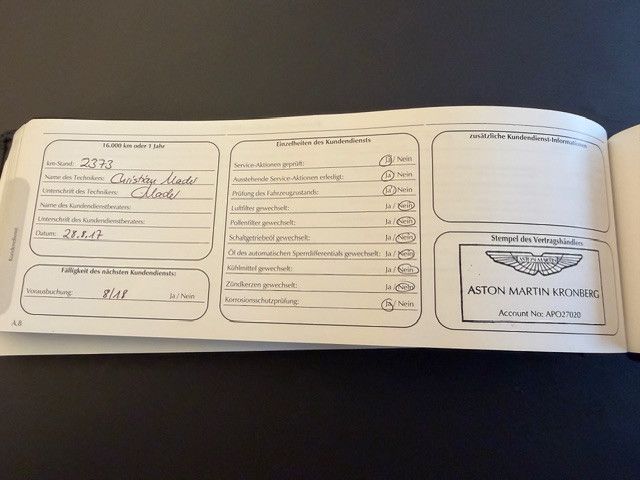 16.000 km oder 1 Jahr
km-Stand: 2373
Name des Technikers: Christian Madel
Unterschrift des Technikers: Madel
Name des Kundendienstberaters:
Unterschrift des Kundendienstberaters:
Datum: 28.8.17
Fälligkeit des nächsten Kundendiensts:
Vorausbuchung: 8/18 Ja / Nein
A.8
Kundendienst
Einzelheiten des Kundendiensts
Service-Aktionen geprüft: Ja / Nein
Ausstehende Service-Aktionen erledigt: Ja / Nein
Prüfung des Fahrzeugzustands: Ja / Nein
Luftfilter gewechselt: Ja / Nein
Pollenfilter gewechselt: Ja / Nein
Schaltgetriebeöl gewechselt: Ja / Nein
Öl des automatischen Sperrdifferentials gewechselt: Ja / Nein
Kühlmittel gewechselt: Ja / Nein
Zündkerzen gewechselt: Ja / Nein
Korrosionsschutzprüfung: Ja / Nein
zusätzliche Kundendienst-Informationen
Stempel des Vertragshändlers
ASTON MARTIN
ASTON MARTIN KRONBERG
Account No: APO27020